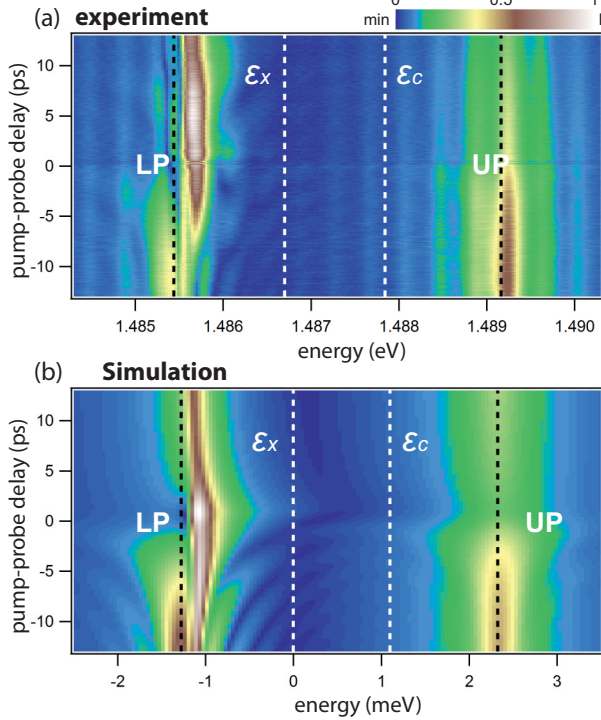 (a) experiment
min 0 0.5 1
εx εc
LP UP
10
5
0
-5
-10
pump-probe delay (ps)
1.485 1.486 1.487 1.488 1.489 1.490
energy (eV)
(b) Simulation
εx εc
LP UP
10
5
0
-5
-10
pump-probe delay (ps)
-2 -1 0 1 2 3
energy (meV)